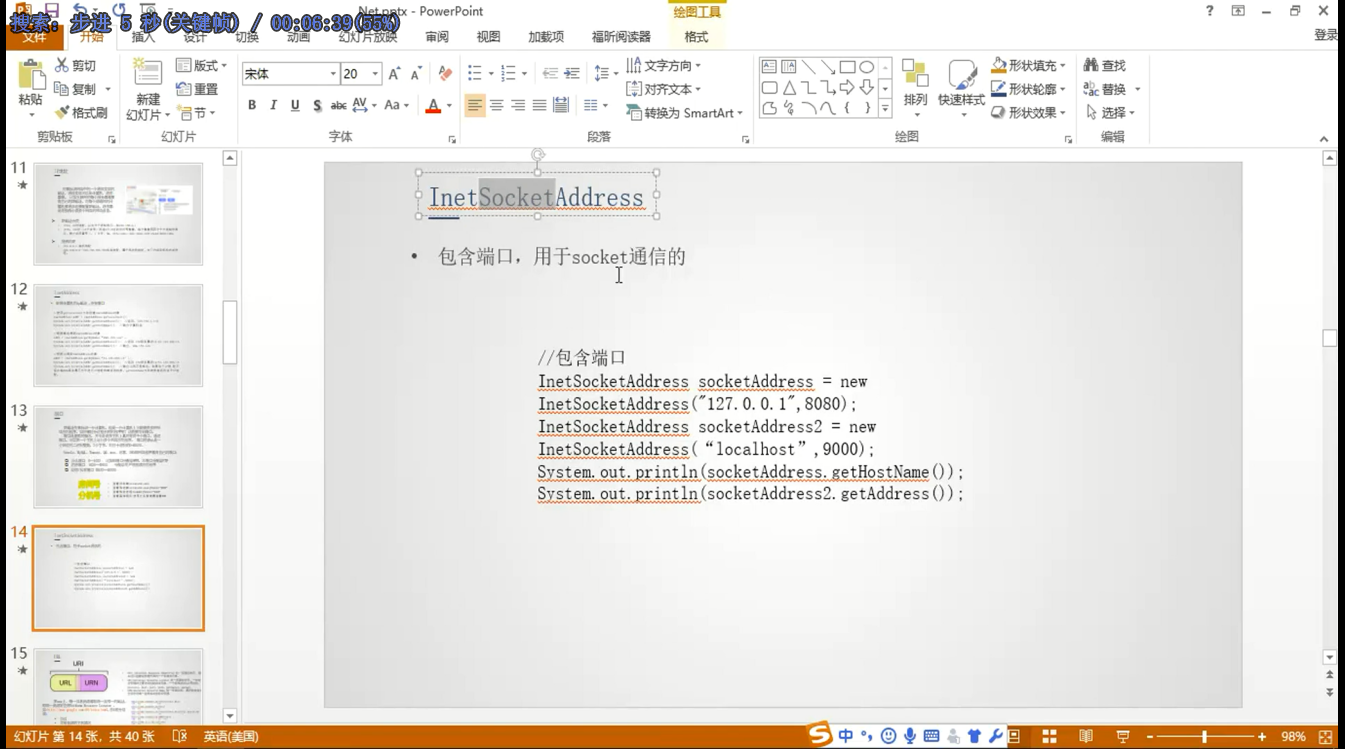 Net.pptx - PowerPoint
搜索: 步进 5 秒(关键帧) / 00:06:39(55%)
绘图工具
文件 开始 插入 设计 切换 动画 幻灯片放映 审阅 视图 加载项 福昕阅读器 格式 登录
剪切
复制
格式刷
粘贴
剪贴板
新建
幻灯片
版式
重置
节
幻灯片
宋体 20
字体
文字方向
对齐文本
转换为 SmartArt
段落
排列 快速样式
形状填充
形状轮廓
形状效果
绘图
查找
替换
选择
编辑
11
12
13
14
15
URI
URL URN
InetSocketAddress
• 包含端口，用于socket通信的
//包含端口
InetSocketAddress socketAddress = new
InetSocketAddress("127.0.0.1",8080);
InetSocketAddress socketAddress2 = new
InetSocketAddress(“localhost”,9000);
System.out.println(socketAddress.getHostName());
System.out.println(socketAddress2.getAddress());
幻灯片 第 14 张，共 40 张 英语(美国)
中
98%